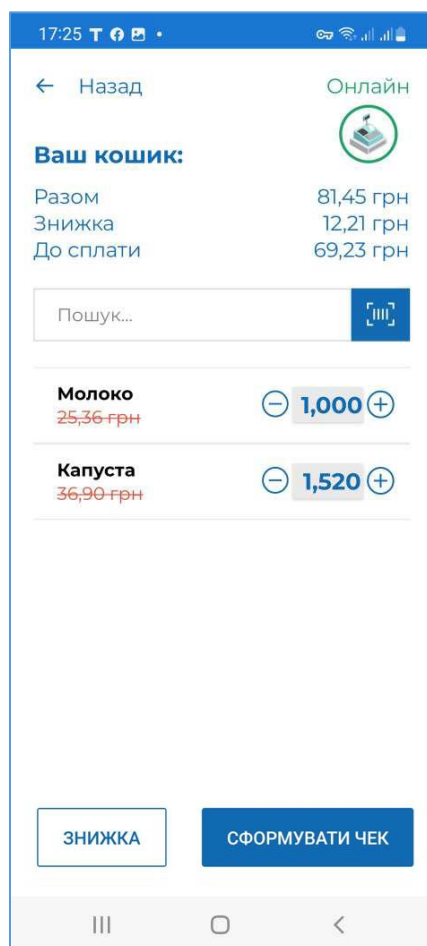 17:25
← Назад Онлайн
Ваш кошик:
Разом 81,45 грн
Знижка 12,21 грн
До сплати 69,23 грн
Пошук...
Молоко
25,36 грн
1,000
Капуста
36,90 грн
1,520
ЗНИЖКА СФОРМУВАТИ ЧЕК